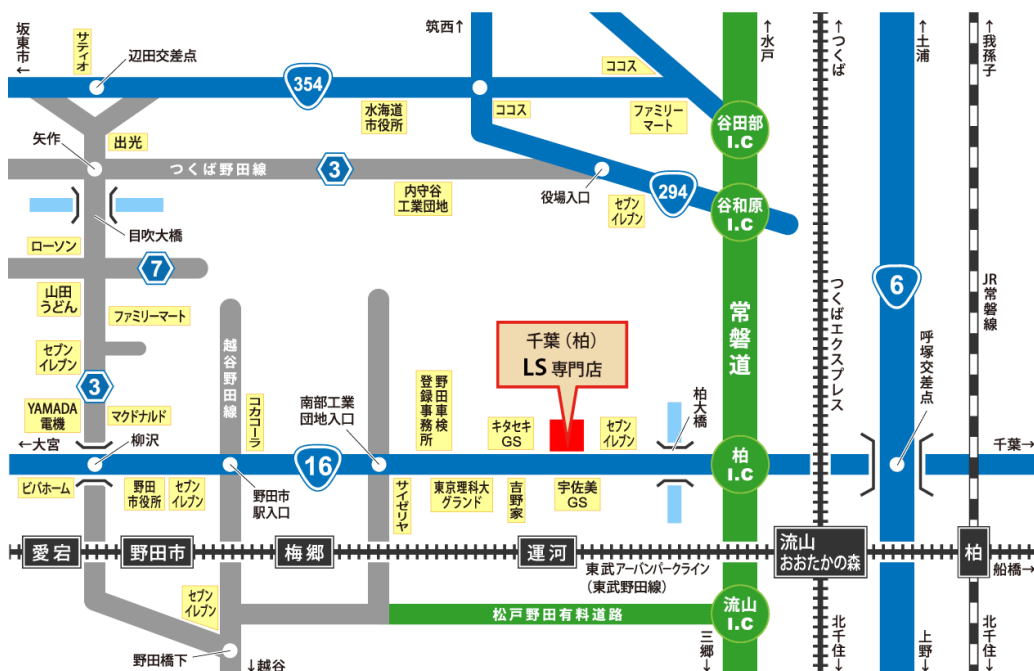 坂東市←
サティオ
辺田交差点
354
筑西↑
ココス
↑水戸
↑つくば
↑土浦
↑我孫子
水海道
市役所
ココス
ファミリー
マート
谷田部
I.C
矢作
出光
つくば野田線
3
内守谷
工業団地
役場入口
294
セブン
イレブン
谷和原
I.C
目吹大橋
ローソン
7
山田
うどん
ファミリーマート
セブン
イレブン
3
越谷野田線
千葉(柏)
LS専門店
常磐道
つくばエクスプレス
6
JR常磐線
呼塚交差点
YAMADA
電機
マクドナルド
コカコーラ
南部工業
団地入口
野田車検
登録事務所
キタセキ
GS
セブン
イレブン
柏大橋
←大宮
柳沢
16
柏
I.C
千葉→
ビバホーム
野田
市役所
セブン
イレブン
野田市
駅入口
サイゼリヤ
東京理科大
グランド
吉野家
宇佐美
GS
愛宕
野田市
梅郷
運河
流山
おおたかの森
柏
東武アーバンパークライン
(東武野田線)
船橋→
セブン
イレブン
松戸野田有料道路
流山
I.C
野田橋下
↓越谷
三郷↓
北千住↓
上野↓
北千住↓